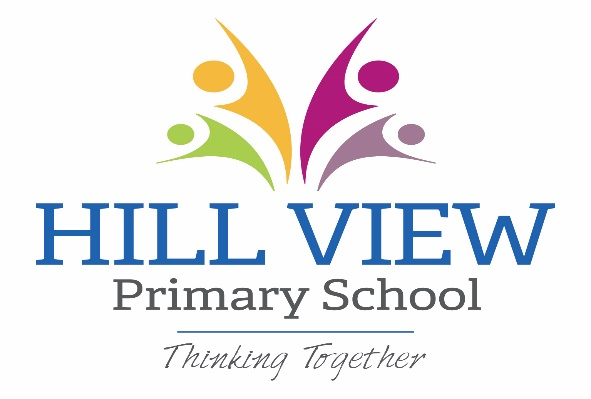 HILL VIEW
Primary School
Thinking Together